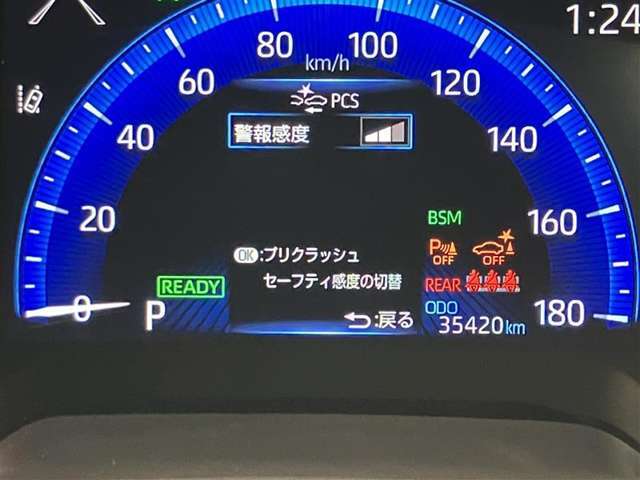 1:24
80
100
km/h
60
120
PCS
40
警報感度
140
20
BSM
160
P
OFF
OFF
OK:プリクラッシュ
セーフティ感度の切替
REAR
READY
0
P
:戻る
ODO
35420 km
180